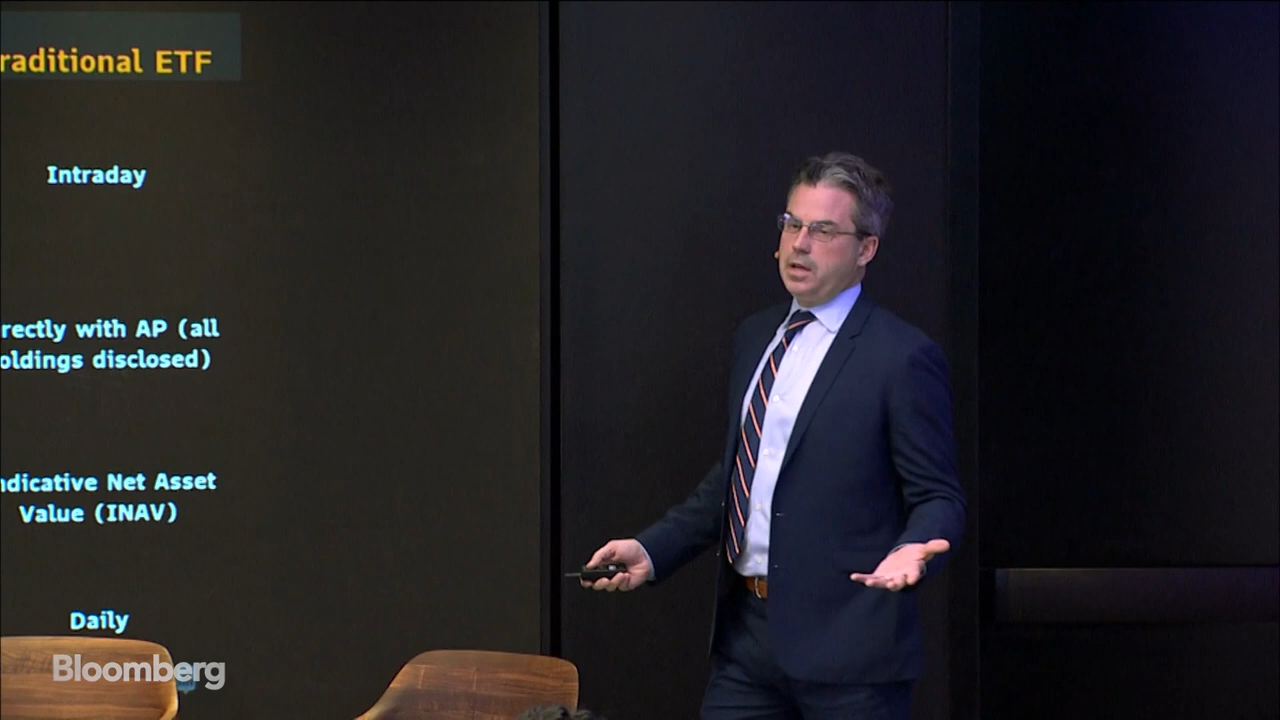 raditional ETF
Intraday
rectly with AP (all
oldings disclosed)
ndicative Net Asset
Value (INAV)
Daily
Bloomberg